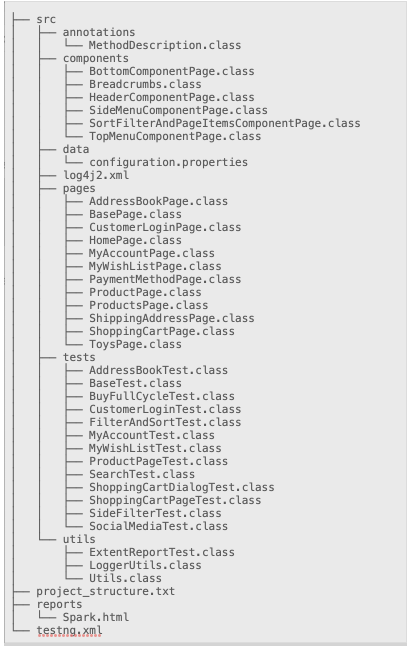 ├── src
│   ├── annotations
│   │   └── MethodDescription.class
│   ├── components
│   │   ├── BottomComponentPage.class
│   │   ├── Breadcrumbs.class
│   │   ├── HeaderComponentPage.class
│   │   ├── SideMenuComponentPage.class
│   │   ├── SortFilterAndPageItemsComponentPage.class
│   │   └── TopMenuComponentPage.class
│   ├── data
│   │   └── configuration.properties
│   ├── log4j2.xml
│   ├── pages
│   │   ├── AddressBookPage.class
│   │   ├── BasePage.class
│   │   ├── CustomerLoginPage.class
│   │   ├── HomePage.class
│   │   ├── MyAccountPage.class
│   │   ├── MyWishListPage.class
│   │   ├── PaymentMethodPage.class
│   │   ├── ProductPage.class
│   │   ├── ProductsPage.class
│   │   ├── ShippingAddressPage.class
│   │   ├── ShoppingCartPage.class
│   │   └── ToysPage.class
│   ├── tests
│   │   ├── AddressBookTest.class
│   │   ├── BaseTest.class
│   │   ├── BuyFullCycleTest.class
│   │   ├── CustomerLoginTest.class
│   │   ├── FilterAndSortTest.class
│   │   ├── MyAccountTest.class
│   │   ├── MyWishListTest.class
│   │   ├── ProductPageTest.class
│   │   ├── SearchTest.class
│   │   ├── ShoppingCartDialogTest.class
│   │   ├── ShoppingCartPageTest.class
│   │   ├── SideFilterTest.class
│   │   └── SocialMediaTest.class
│   └── utils
│       ├── ExtentReportTest.class
│       ├── LoggerUtils.class
│       └── Utils.class
├── project_structure.txt
├── reports
│   └── Spark.html
└── testng.xml